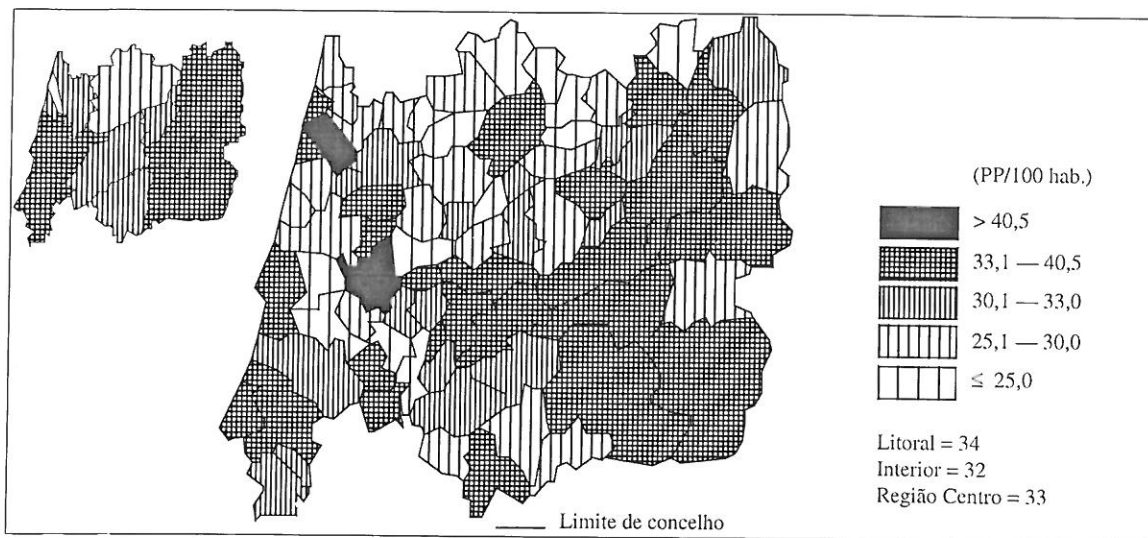 (PP/100 hab.)
> 40,5
33,1 — 40,5
30,1 — 33,0
25,1 — 30,0
≤ 25,0
Litoral = 34
Interior = 32
Região Centro = 33
Limite de concelho